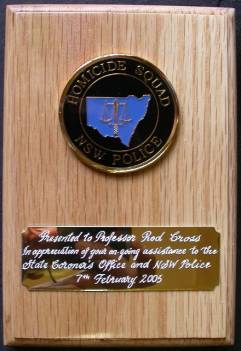 HOMICIDE SQUAD
NSW POLICE
Presented to Professor Rod Cross
In appreciation of your on-going assistance to the
State Coroner's Office and NSW Police
7th February 2005